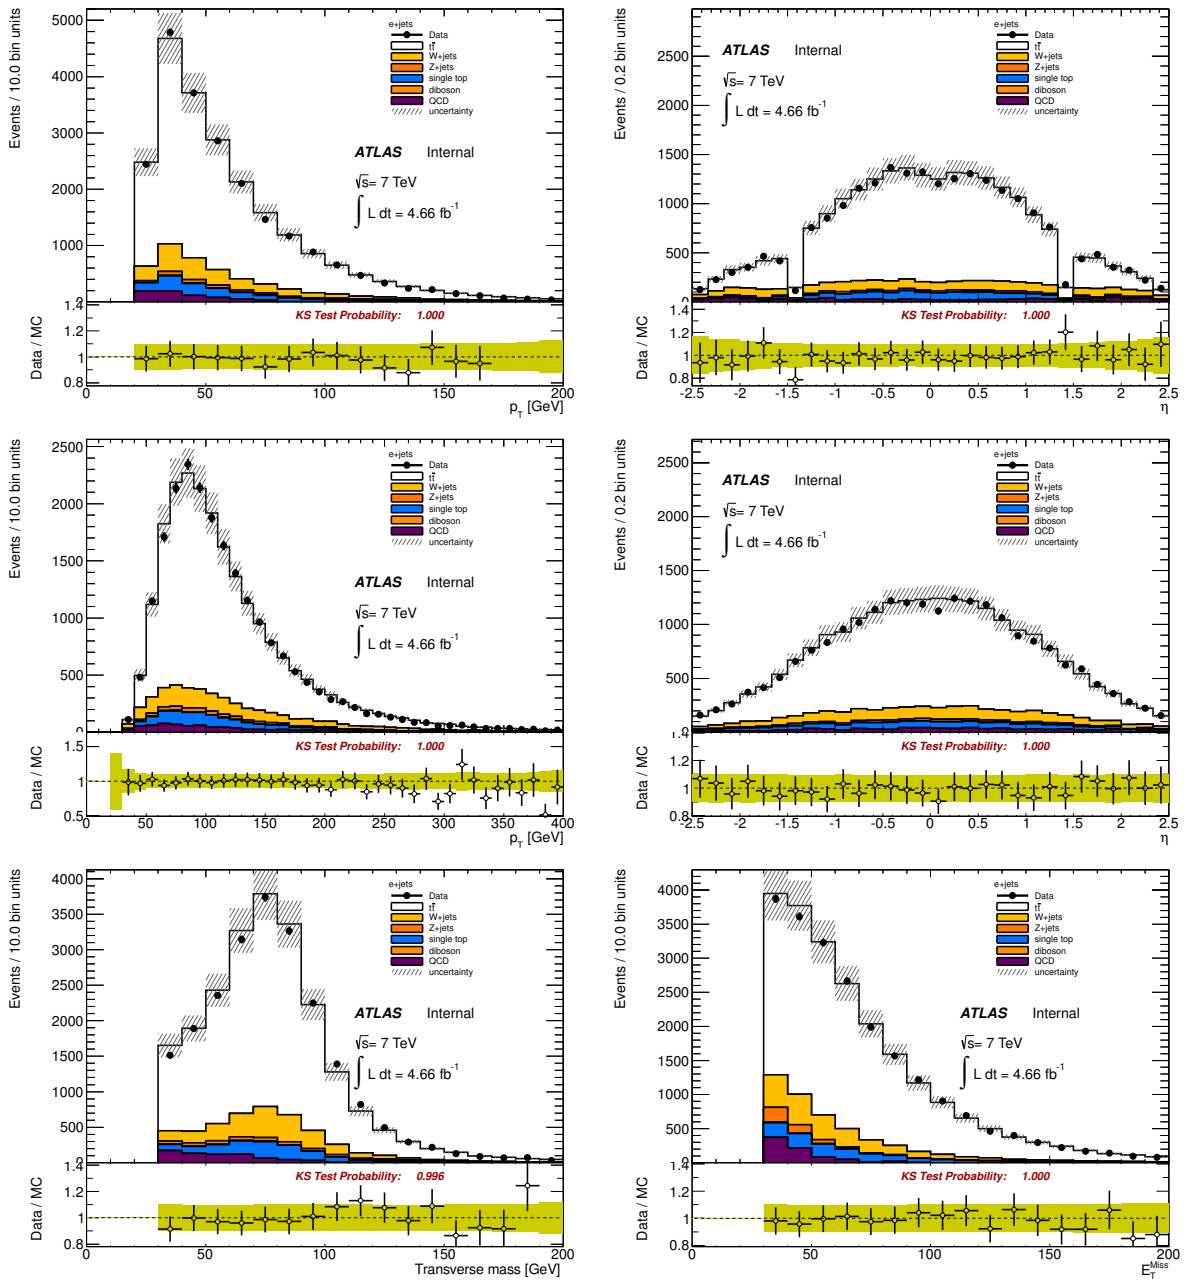 Events / 10.0 bin units
5000
4000
3000
2000
1000
e+jets
Data
tt̄
W+jets
Z+jets
single top
diboson
QCD
uncertainty
ATLAS Internal
√s= 7 TeV
∫ L dt = 4.66 fb⁻¹
Data / MC
1.4
1.2
1
0.8
KS Test Probability: 1.000
0 50 100 150 200
p_T [GeV]
Events / 0.2 bin units
2500
2000
1500
1000
500
0
e+jets
Data
tt̄
W+jets
Z+jets
single top
diboson
QCD
uncertainty
ATLAS Internal
√s= 7 TeV
∫ L dt = 4.66 fb⁻¹
Data / MC
1.4
1.2
1
0.8
KS Test Probability: 1.000
-2.5 -2 -1.5 -1 -0.5 0 0.5 1 1.5 2 2.5
η
Events / 10.0 bin units
2500
2000
1500
1000
500
e+jets
Data
tt̄
W+jets
Z+jets
single top
diboson
QCD
uncertainty
ATLAS Internal
√s= 7 TeV
∫ L dt = 4.66 fb⁻¹
Data / MC
1.5
1
0.5
KS Test Probability: 1.000
0 50 100 150 200 250 300 350 400
p_T [GeV]
Events / 0.2 bin units
2500
2000
1500
1000
500
e+jets
Data
tt̄
W+jets
Z+jets
single top
diboson
QCD
uncertainty
ATLAS Internal
√s= 7 TeV
∫ L dt = 4.66 fb⁻¹
Data / MC
1.2
1
0.8
KS Test Probability: 1.000
-2.5 -2 -1.5 -1 -0.5 0 0.5 1 1.5 2 2.5
η
Events / 10.0 bin units
4000
3500
3000
2500
2000
1500
1000
500
e+jets
Data
tt̄
W+jets
Z+jets
single top
diboson
QCD
uncertainty
ATLAS Internal
√s= 7 TeV
∫ L dt = 4.66 fb⁻¹
Data / MC
1.4
1.2
1
0.8
KS Test Probability: 0.996
0 50 100 150 200
Transverse mass [GeV]
Events / 10.0 bin units
4000
3500
3000
2500
2000
1500
1000
500
e+jets
Data
tt̄
W+jets
Z+jets
single top
diboson
QCD
uncertainty
ATLAS Internal
√s= 7 TeV
∫ L dt = 4.66 fb⁻¹
Data / MC
1.4
1.2
1
0.8
KS Test Probability: 1.000
0 50 100 150 200
E_T^Miss [GeV]